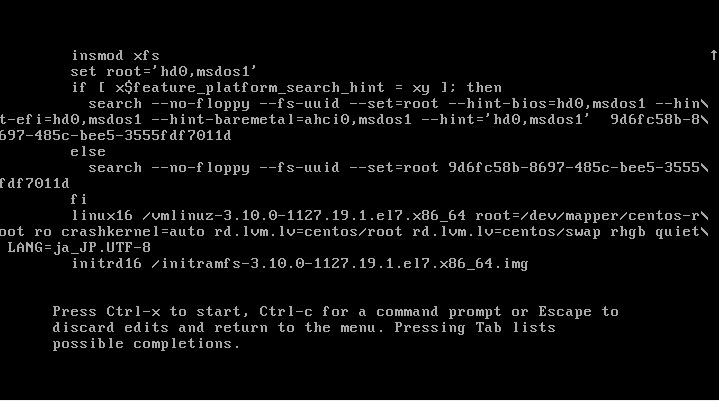 insmod xfs ↑
set root='hd0,msdos1'
if [ x$feature_platform_search_hint = xy ]; then
search --no-floppy --fs-uuid --set=root --hint-bios=hd0,msdos1 --hin\
t-efi=hd0,msdos1 --hint-baremetal=ahci0,msdos1 --hint='hd0,msdos1'  9d6fc58b-8\
697-485c-bee5-3555fdf7011d
else
search --no-floppy --fs-uuid --set=root 9d6fc58b-8697-485c-bee5-3555\
fdf7011d
fi
linux16 /vmlinuz-3.10.0-1127.19.1.el7.x86_64 root=/dev/mapper/centos-r\
oot ro crashkernel=auto rd.lvm.lv=centos/root rd.lvm.lv=centos/swap rhgb quiet\
LANG=ja_JP.UTF-8
initrd16 /initramfs-3.10.0-1127.19.1.el7.x86_64.img
Press Ctrl-x to start, Ctrl-c for a command prompt or Escape to
discard edits and return to the menu. Pressing Tab lists
possible completions.